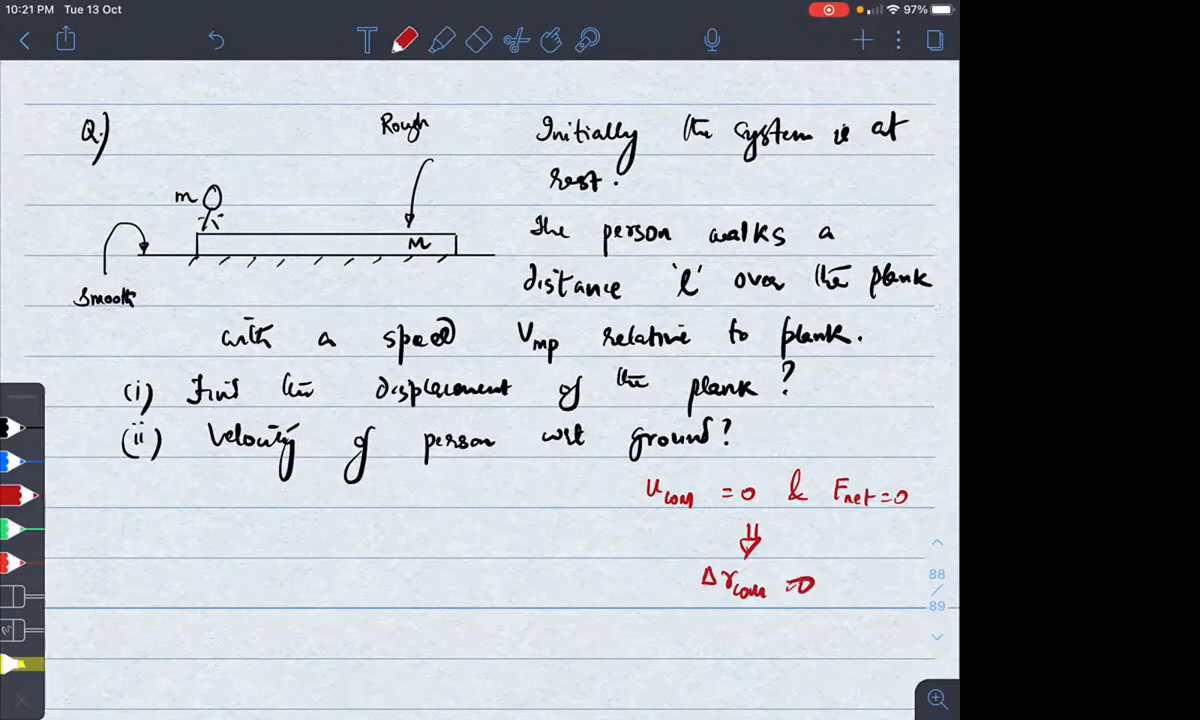 10:21 PM Tue 13 Oct
97%
Q.)
Rough
Initially the system is at
rest.
m
M
Smooth
The person walks a
distance 'l' over the plank
with a speed Vmp relative to plank.
(i) Find the displacement of the plank?
(ii) Velocity of person wrt ground?
Ucom = 0 & Fnet = 0
⇓
Δrcom = 0
88
/
89